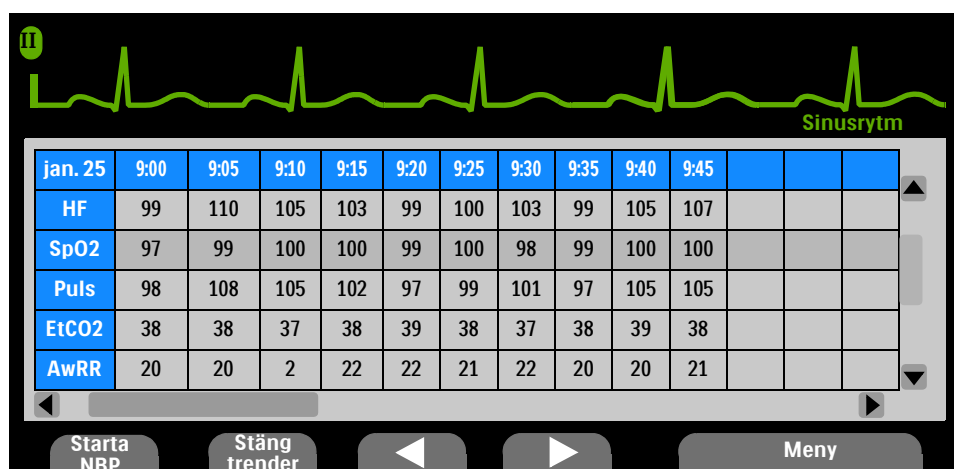 II
Sinusrytm
jan. 25 9:00 9:05 9:10 9:15 9:20 9:25 9:30 9:35 9:40 9:45
HF 99 110 105 103 99 100 103 99 105 107
SpO2 97 99 100 100 99 100 98 99 100 100
Puls 98 108 105 102 97 99 101 97 105 105
EtCO2 38 38 37 38 39 38 37 38 39 38
AwRR 20 20 2 22 22 21 22 20 20 21
Starta
NBP
Stäng
trender
Meny